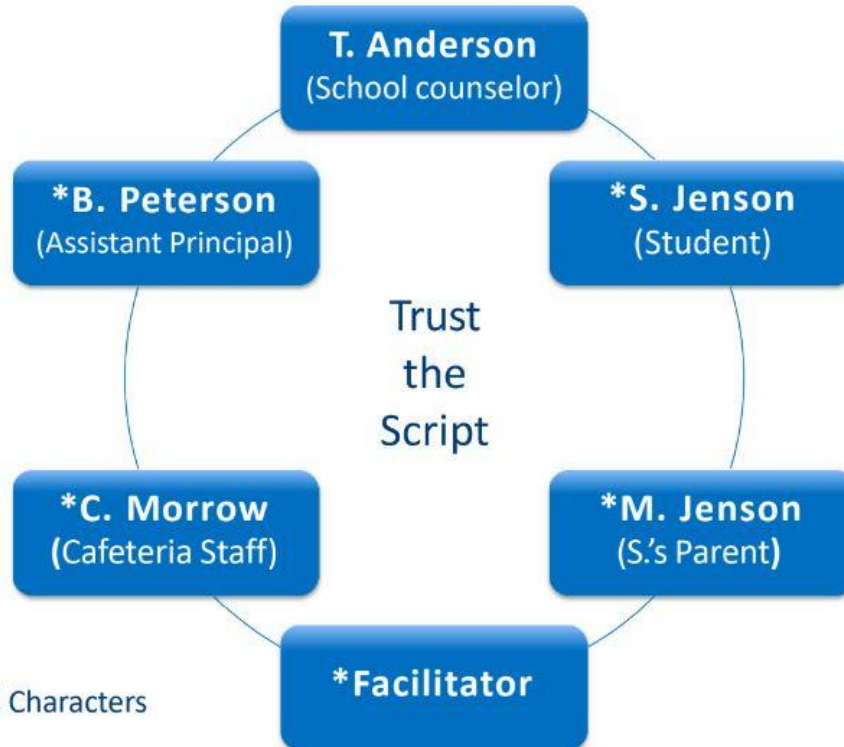 T. Anderson
(School counselor)
*B. Peterson
(Assistant Principal)
*S. Jenson
(Student)
Trust
the
Script
*C. Morrow
(Cafeteria Staff)
*M. Jenson
(S.'s Parent)
*Facilitator
Characters